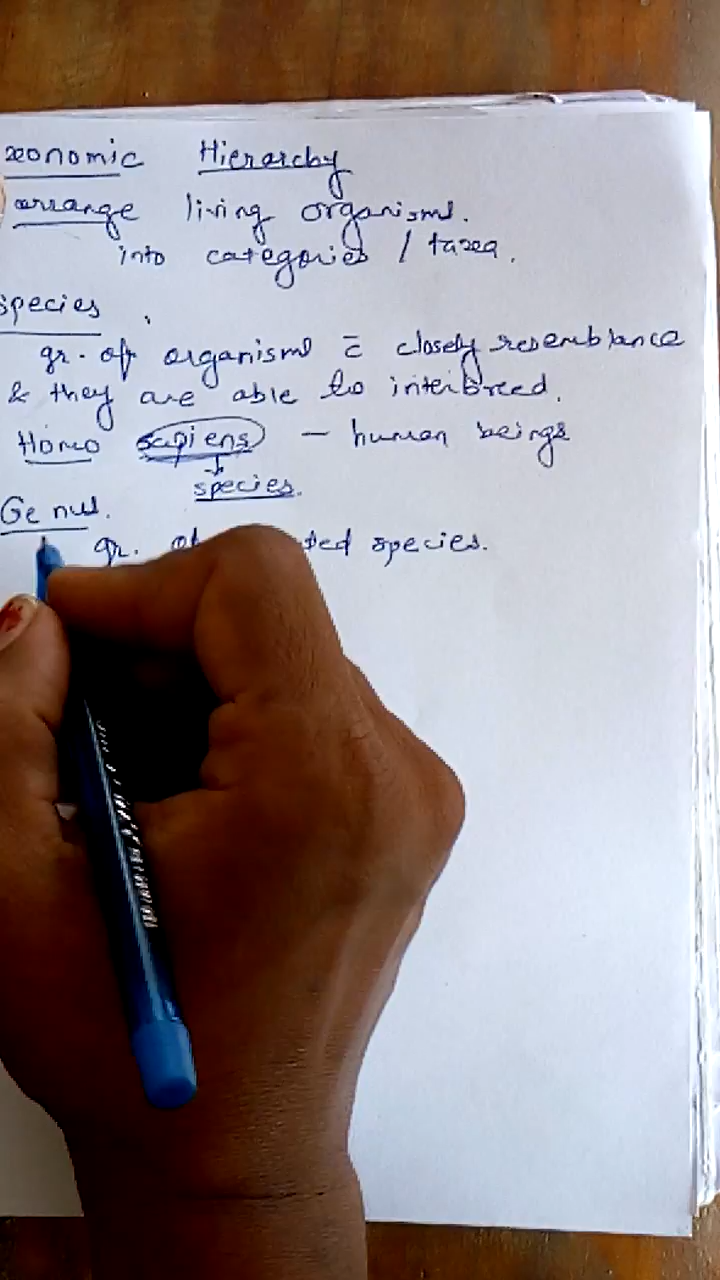 xonomic Hierarchy
arrange living organisms.
into categories / taxa.
species
gr. of organisms c̄ closely resemblance
& they are able to interbreed.
Homo sapiens – human beings
species.
Genus.
gr. of species.